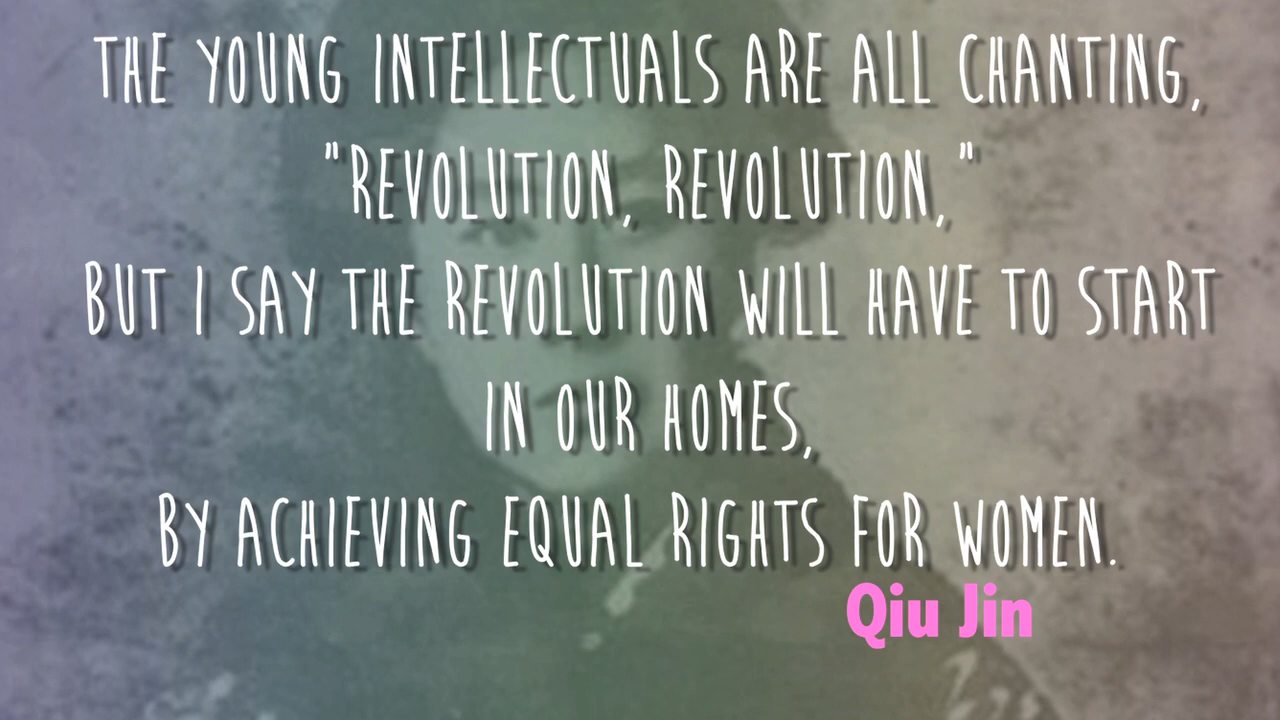 THE YOUNG INTELLECTUALS ARE ALL CHANTING,
"REVOLUTION, REVOLUTION,"
BUT I SAY THE REVOLUTION WILL HAVE TO START
IN OUR HOMES,
BY ACHIEVING EQUAL RIGHTS FOR WOMEN.
Qiu Jin